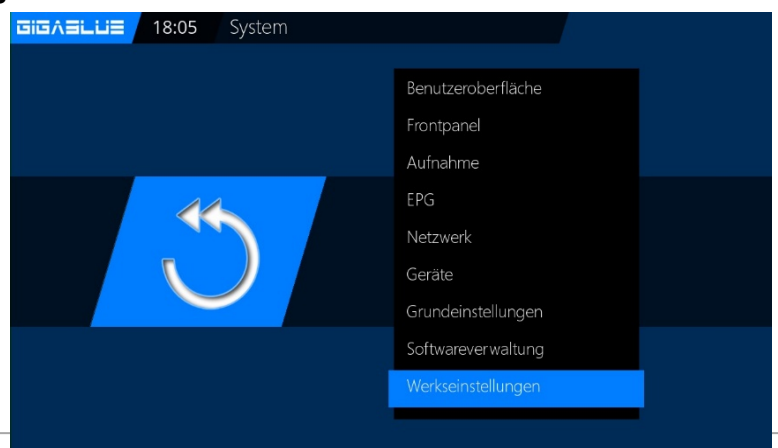 GIGABLUE 18:05 System
Benutzeroberfläche
Frontpanel
Aufnahme
EPG
Netzwerk
Geräte
Grundeinstellungen
Softwareverwaltung
Werkseinstellungen